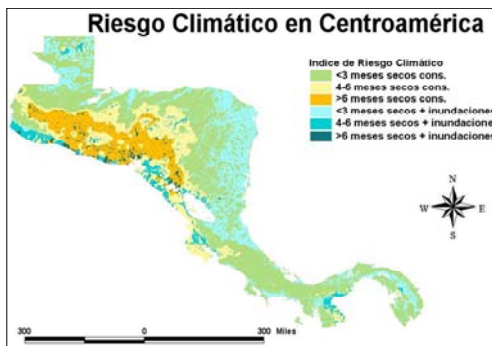 Riesgo Climático en Centroamérica
Indice de Riesgo Climático
<3 meses secos cons.
4-6 meses secos cons.
>6 meses secos cons.
<3 meses secos + inundaciones
4-6 meses secos + inundaciones
>6 meses secos + inundaciones
N
W E
S
300 0 300 Miles